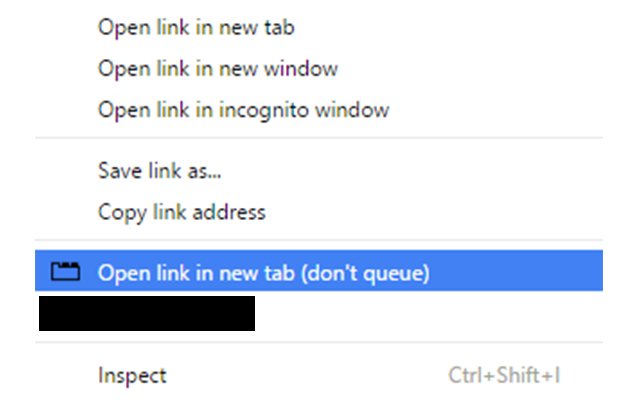 Open link in new tab
Open link in new window
Open link in incognito window
Save link as...
Copy link address
Open link in new tab (don't queue)
Inspect Ctrl+Shift+I